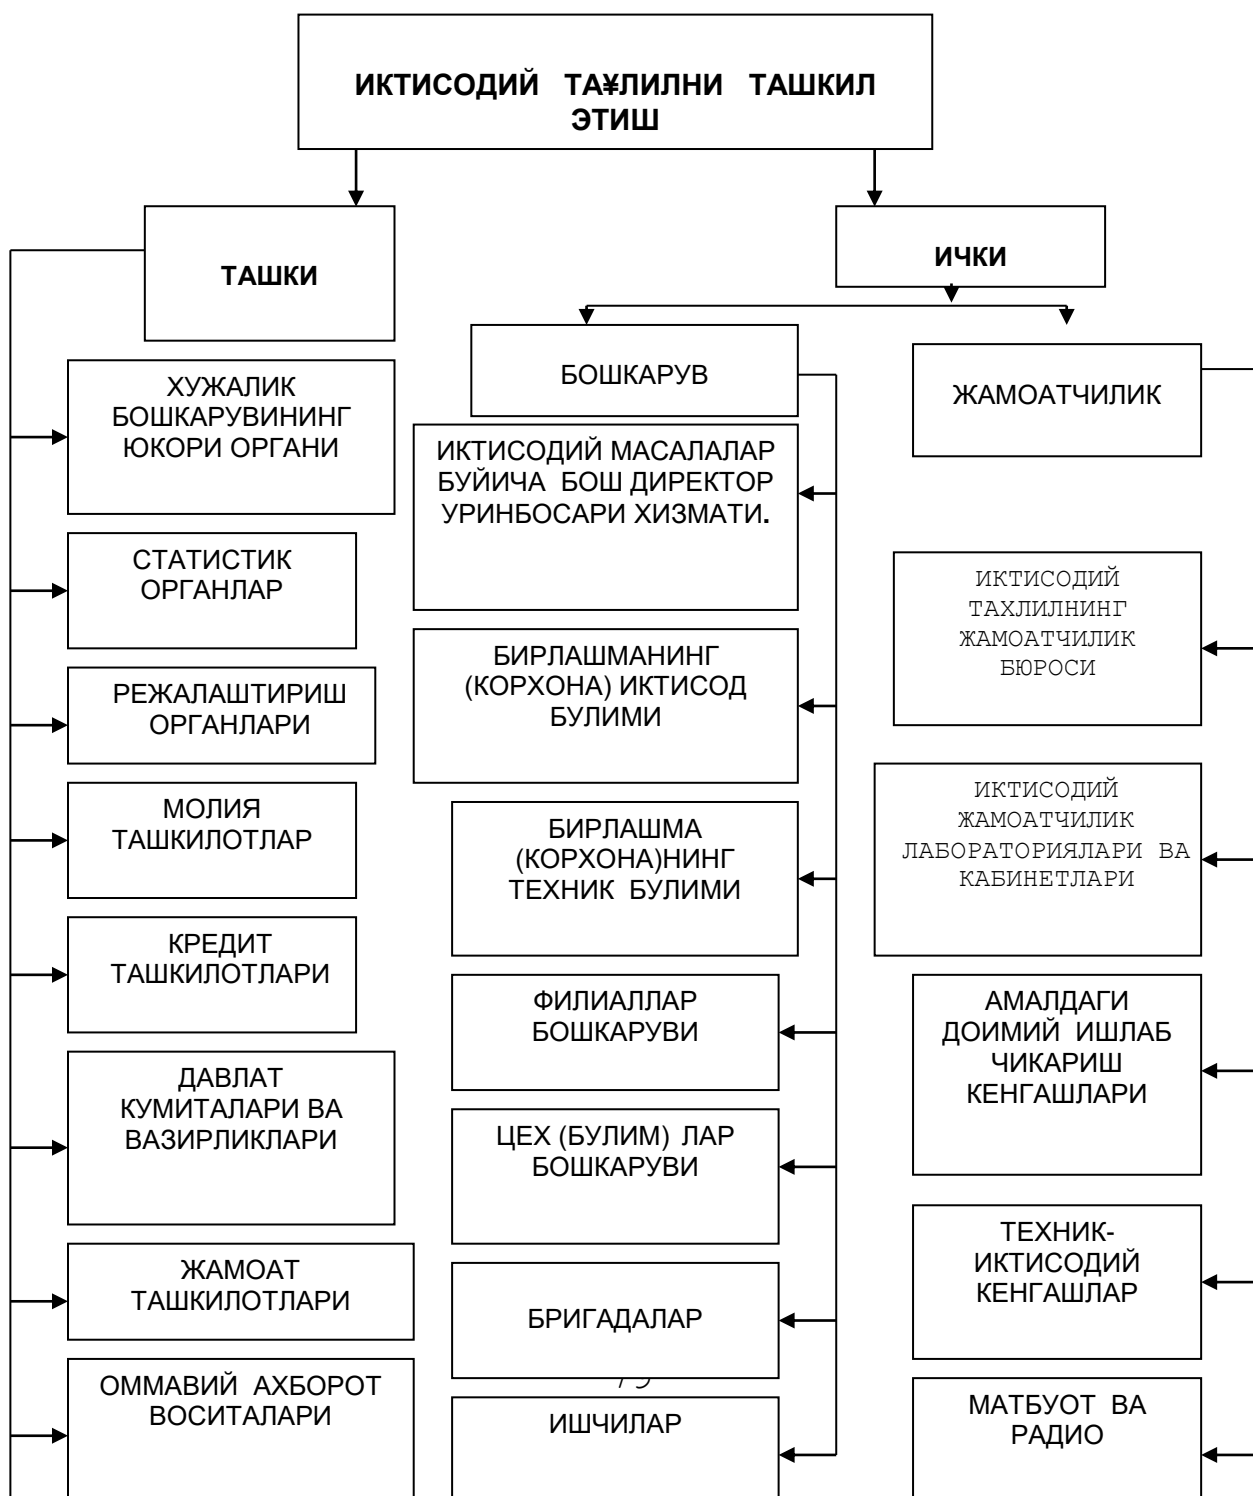 ИКТИСОДИЙ ТА¥ЛИЛНИ ТАШКИЛ
ЭТИШ
ТАШКИ
ИЧКИ
ХУЖАЛИК
БОШКАРУВИНИНГ
ЮКОРИ ОРГАНИ
СТАТИСТИК
ОРГАНЛАР
РЕЖАЛАШТИРИШ
ОРГАНЛАРИ
МОЛИЯ
ТАШКИЛОТЛАР
КРЕДИТ
ТАШКИЛОТЛАРИ
ДАВЛАТ
КУМИТАЛАРИ ВА
ВАЗИРЛИКЛАРИ
ЖАМОАТ
ТАШКИЛОТЛАРИ
ОММАВИЙ АХБОРОТ
ВОСИТАЛАРИ
БОШКАРУВ
ИКТИСОДИЙ МАСАЛАЛАР
БУЙИЧА БОШ ДИРЕКТОР
УРИНБОСАРИ ХИЗМАТИ.
БИРЛАШМАНИНГ
(КОРХОНА) ИКТИСОД
БУЛИМИ
БИРЛАШМА
(КОРХОНА)НИНГ
ТЕХНИК БУЛИМИ
ФИЛИАЛЛАР
БОШКАРУВИ
ЦЕХ (БУЛИМ) ЛАР
БОШКАРУВИ
БРИГАДАЛАР
ИШЧИЛАР
ЖАМОАТЧИЛИК
ИКТИСОДИЙ
ТАХЛИЛНИНГ
ЖАМОАТЧИЛИК
БЮРОСИ
ИКТИСОДИЙ
ЖАМОАТЧИЛИК
ЛАБОРАТОРИЯЛАРИ ВА
КАБИНЕТЛАРИ
АМАЛДАГИ
ДОИМИЙ ИШЛАБ
ЧИКАРИШ
КЕНГАШЛАРИ
ТЕХНИК-
ИКТИСОДИЙ
КЕНГАШЛАР
МАТБУОТ ВА
РАДИО